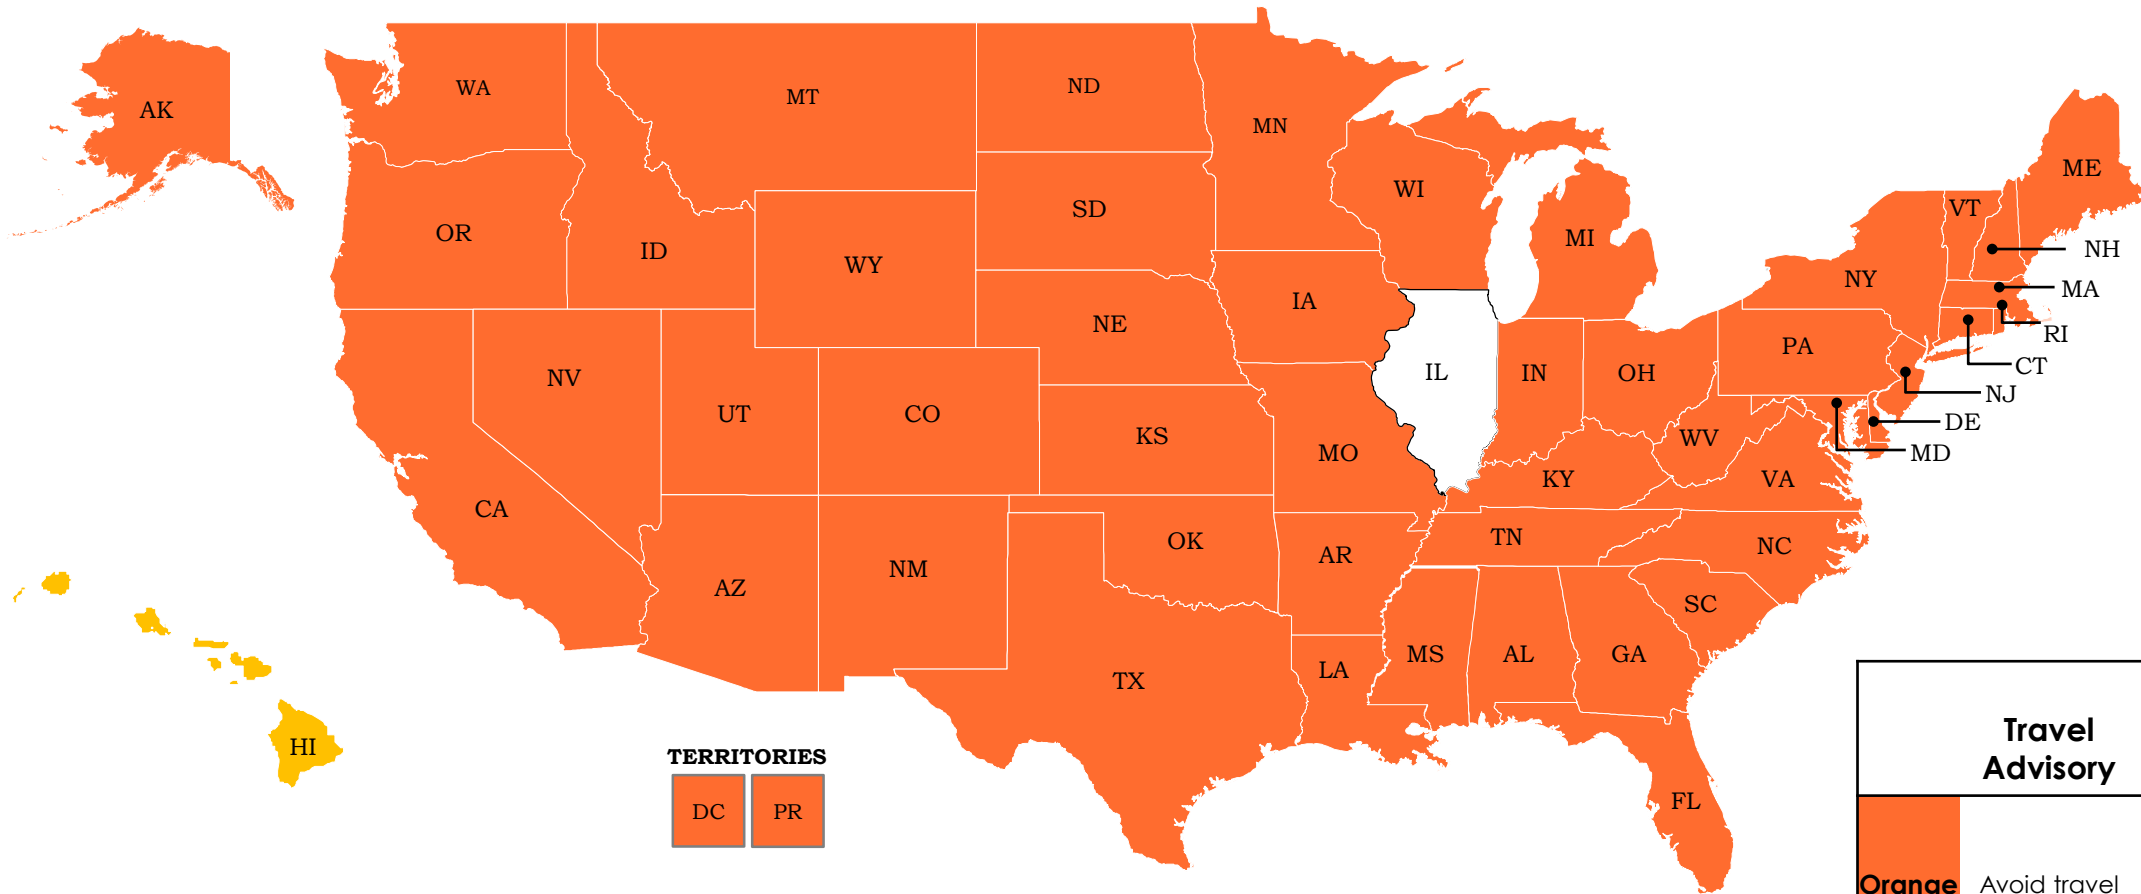 AK
WA
MT
ND
MN
WI
MI
ME
VT
NH
OR
ID
WY
SD
NY
MA
IA
RI
NE
PA
CT
NV
UT
CO
KS
MO
IL
IN
OH
NJ
WV
DE
MD
CA
KY
VA
AZ
NM
OK
AR
TN
NC
SC
TX
LA
MS
AL
GA
HI
FL
TERRITORIES
DC
PR
Travel
Advisory
Orange Avoid travel